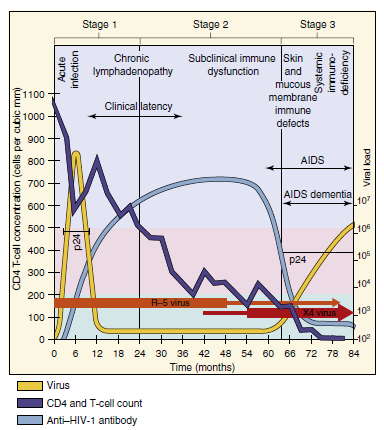 Stage 1
Stage 2
Stage 3
Acute
infection
Chronic
lymphadenopathy
Subclinical immune
dysfunction
Skin
and
mucous
membrane
immune
defects
Systemic
immuno-
deficiency
Clinical latency
AIDS
AIDS dementia
p24
p24
R–5 virus
X4 virus
CD4 T-cell concentration (cells per cubic mm)
1100
1000
900
800
700
600
500
400
300
200
100
0
Viral load
10⁷
10⁶
10⁵
10⁴
10³
10²
0 6 12 18 24 30 36 42 48 54 60 66 72 78 84
Time (months)
Virus
CD4 and T-cell count
Anti–HIV-1 antibody